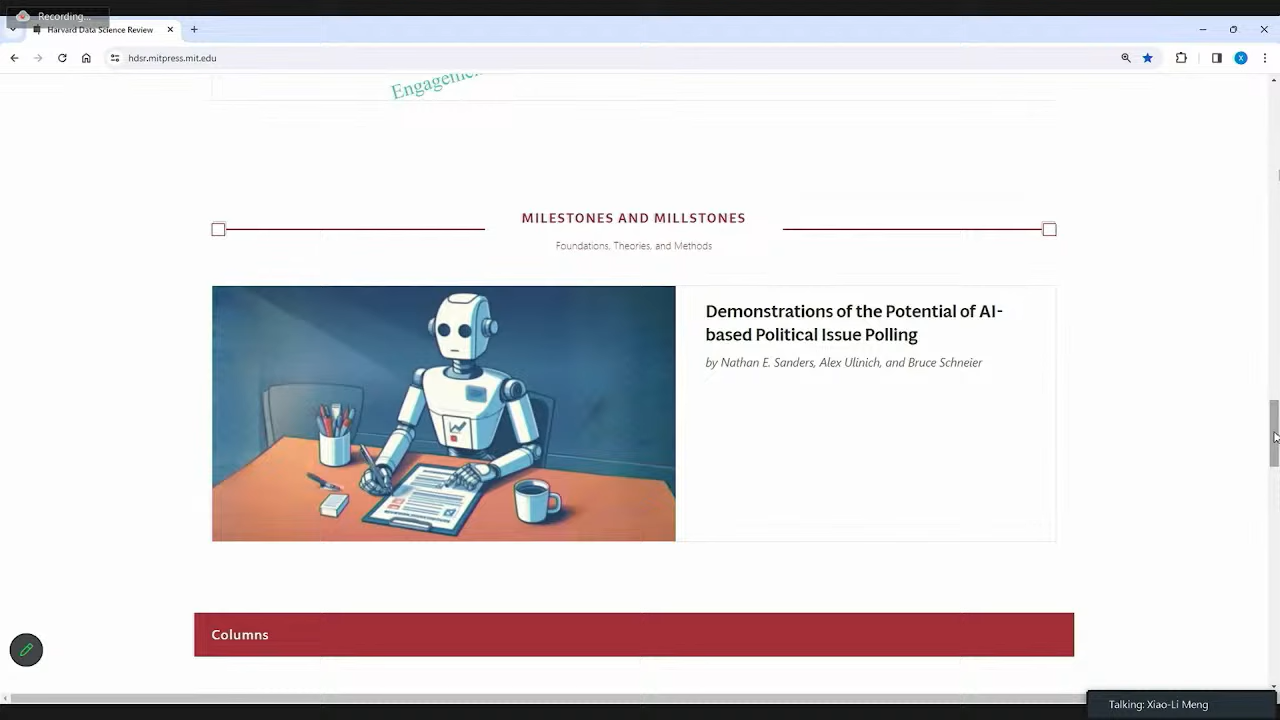 Recording...
Harvard Data Science Review
hdsr.mitpress.mit.edu
X
Engagemen
MILESTONES AND MILLSTONES
Foundations, Theories, and Methods
Demonstrations of the Potential of AI-
based Political Issue Polling
by Nathan E. Sanders, Alex Ulinich, and Bruce Schneier
Columns
Talking: Xiao-Li Meng